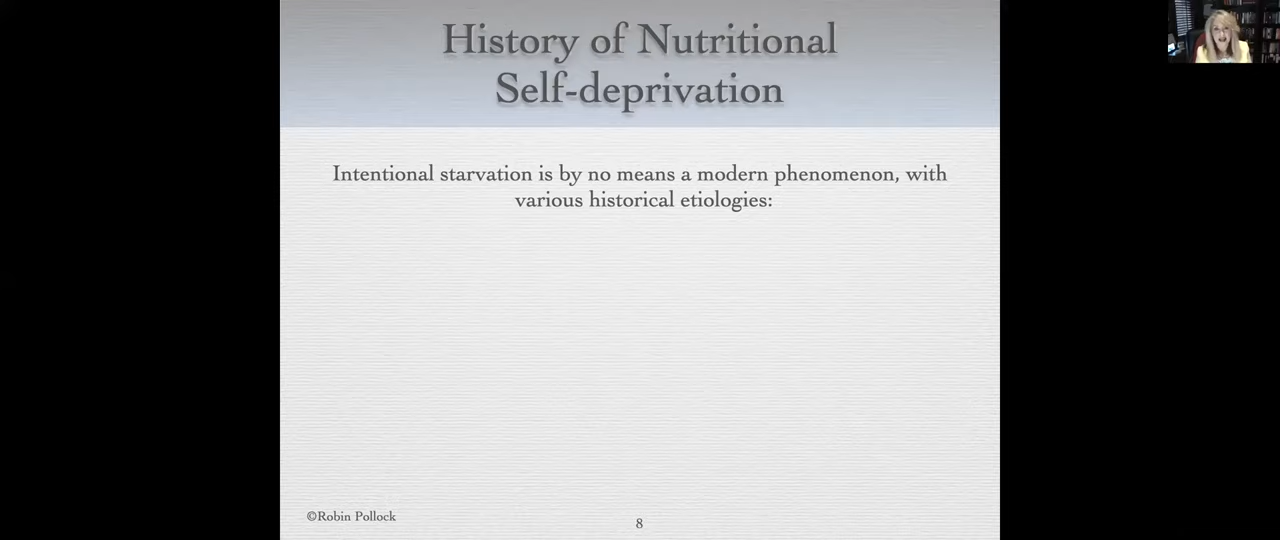 History of Nutritional
Self-deprivation
Intentional starvation is by no means a modern phenomenon, with
various historical etiologies:
©Robin Pollock
8